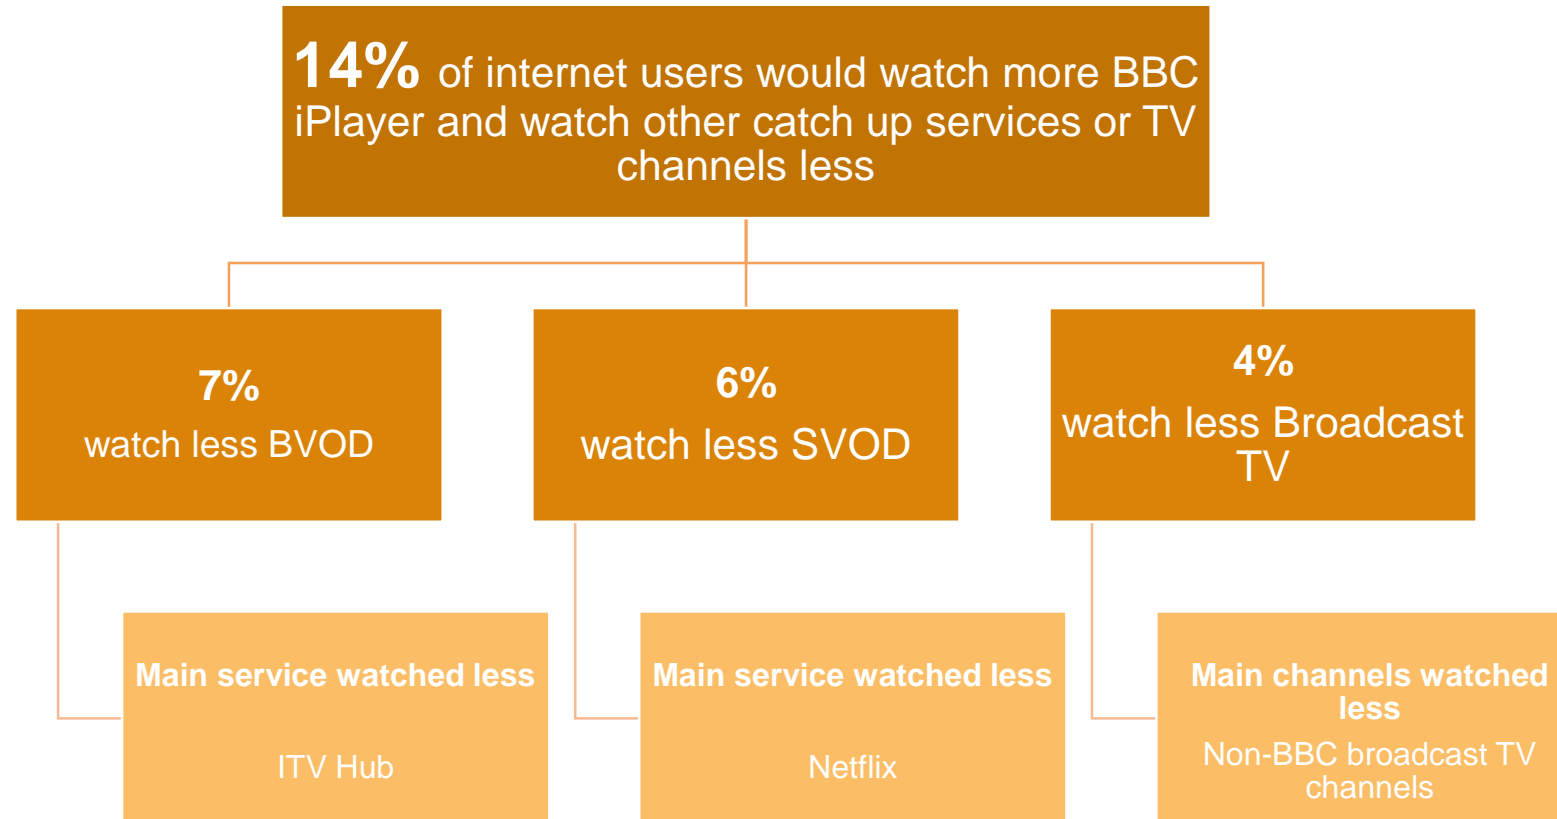 14% of internet users would watch more BBC
iPlayer and watch other catch up services or TV
channels less
7%
watch less BVOD
6%
watch less SVOD
4%
watch less Broadcast
TV
Main service watched less
ITV Hub
Main service watched less
Netflix
Main channels watched
less
Non-BBC broadcast TV
channels